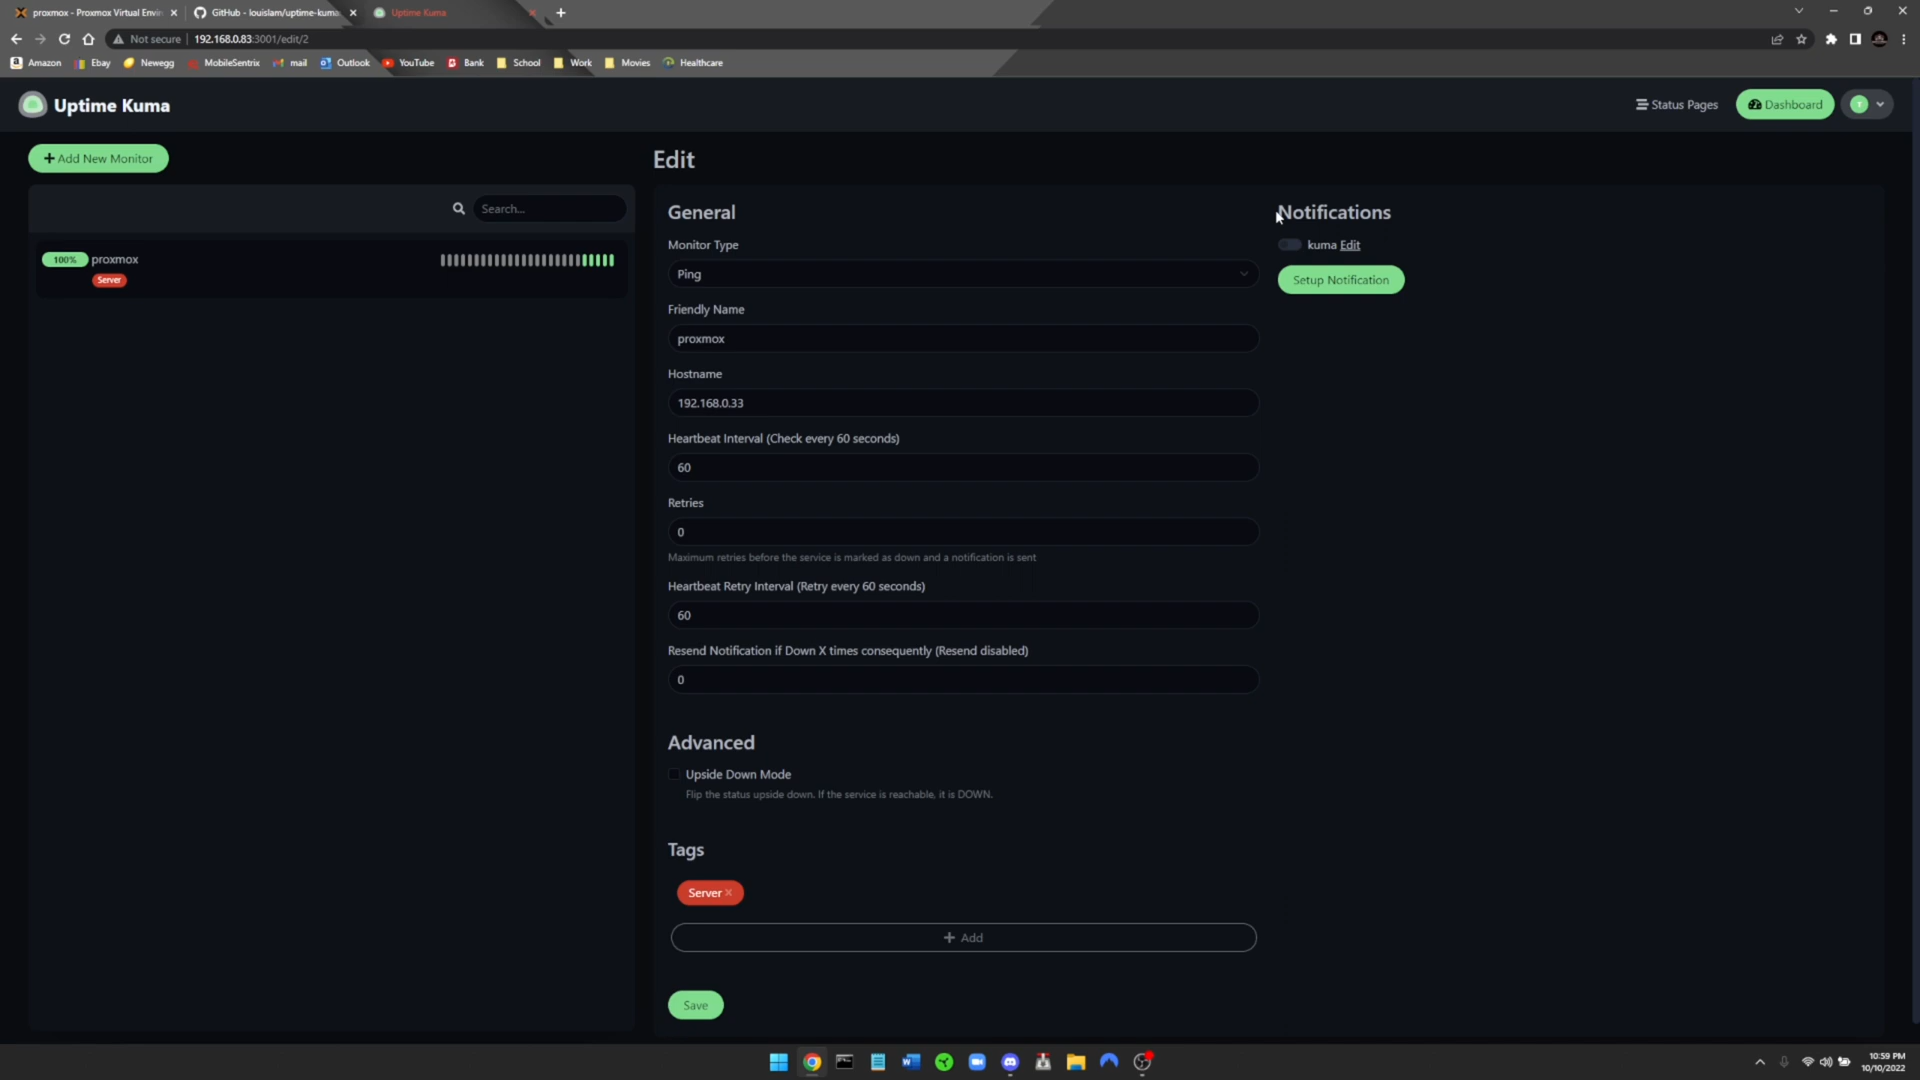 proxmox - Proxmox Virtual Envir
GitHub - louislam/uptime-kuma
Uptime Kuma
Not secure
192.168.0.83:3001/edit/2
Amazon
Ebay
Newegg
MobileSentrix
mail
Outlook
YouTube
Bank
School
Work
Movies
Healthcare
Uptime Kuma
Status Pages
Dashboard
Add New Monitor
Search...
100%
proxmox
Server
Edit
General
Monitor Type
Ping
Friendly Name
proxmox
Hostname
192.168.0.33
Heartbeat Interval (Check every 60 seconds)
60
Retries
0
Maximum retries before the service is marked as down and a notification is sent
Heartbeat Retry Interval (Retry every 60 seconds)
60
Resend Notification if Down X times consequently (Resend disabled)
0
Advanced
Upside Down Mode
Flip the status upside down. If the service is reachable, it is DOWN.
Tags
Server
Add
Save
Notifications
kuma Edit
Setup Notification
10:59 PM
10/10/2022